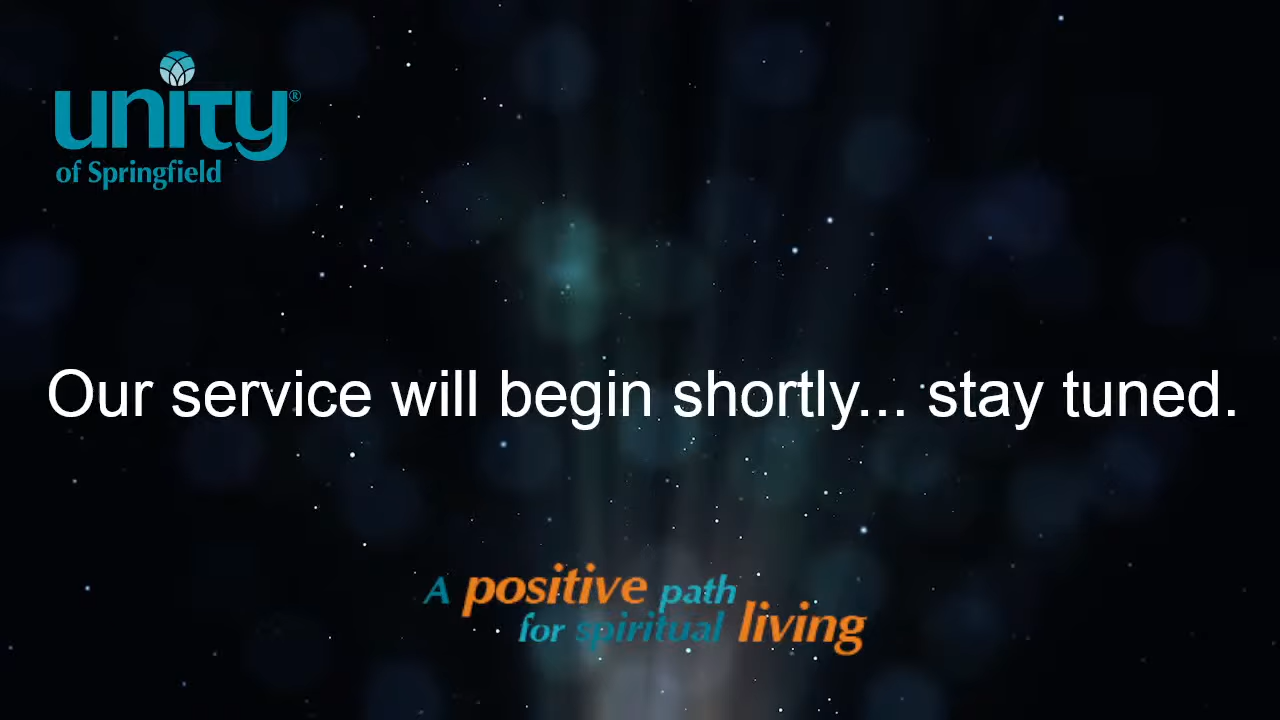 unity®
of Springfield
Our service will begin shortly... stay tuned.
A positive path
for spiritual living